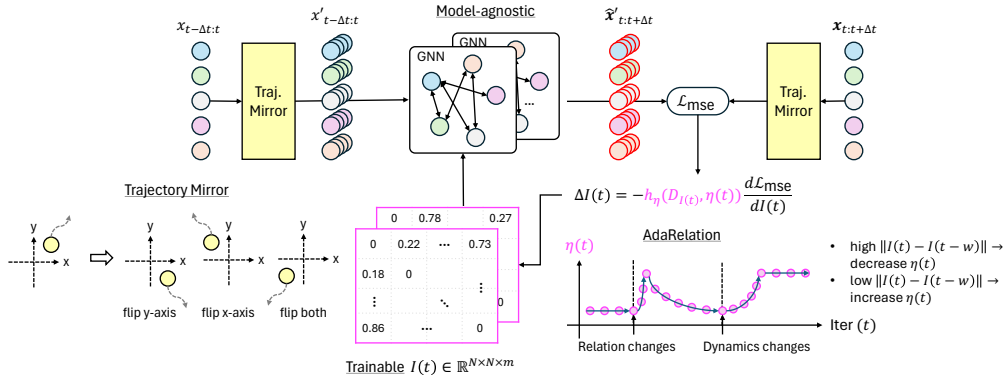 Model-agnostic
x_{t−Δt:t}
x′_{t−Δt:t}
x̂′_{t:t+Δt}
x_{t:t+Δt}
GNN
GNN
...
Traj.
Mirror
ℒ_mse
Traj.
Mirror
Trajectory Mirror
y
x
y
x
y
x
y
x
flip y-axis
flip x-axis
flip both
0 0.78 0.27
0 0.22 ... 0.73
0.18 0
⋮ ⋱ ⋮
0
0.86 ... 0
Trainable I(t) ∈ ℝ^{N×N×m}
ΔI(t) = −h_η(D_{I(t)}, η(t)) dℒ_mse/dI(t)
AdaRelation
η(t)
Iter (t)
Relation changes
Dynamics changes
• high ‖I(t) − I(t − w)‖ →
decrease η(t)
• low ‖I(t) − I(t − w)‖ →
increase η(t)